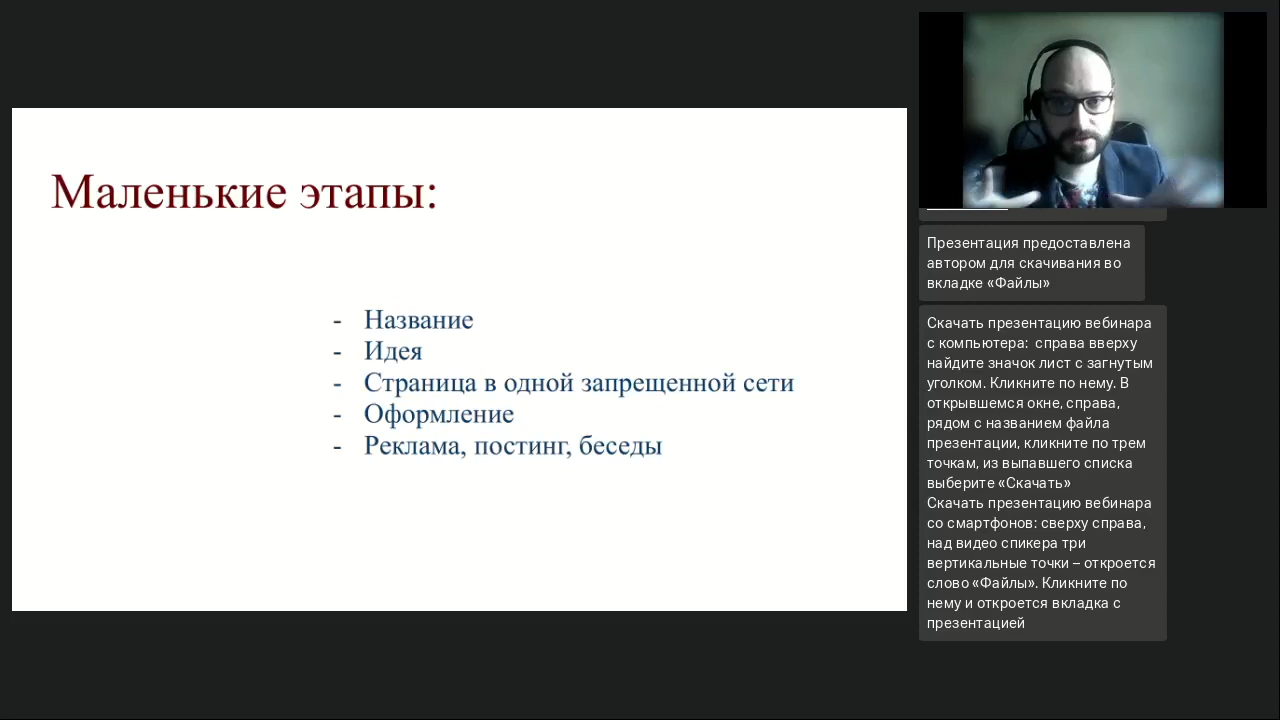 Маленькие этапы:
- Название
- Идея
- Страница в одной запрещенной сети
- Оформление
- Реклама, постинг, беседы
Презентация предоставлена
автором для скачивания во
вкладке «Файлы»
Скачать презентацию вебинара
с компьютера:  справа вверху
найдите значок лист с загнутым
уголком. Кликните по нему. В
открывшемся окне, справа,
рядом с названием файла
презентации, кликните по трем
точкам, из выпавшего списка
выберите «Скачать»
Скачать презентацию вебинара
со смартфонов: сверху справа,
над видео спикера три
вертикальные точки – откроется
слово «Файлы». Кликните по
нему и откроется вкладка с
презентацией